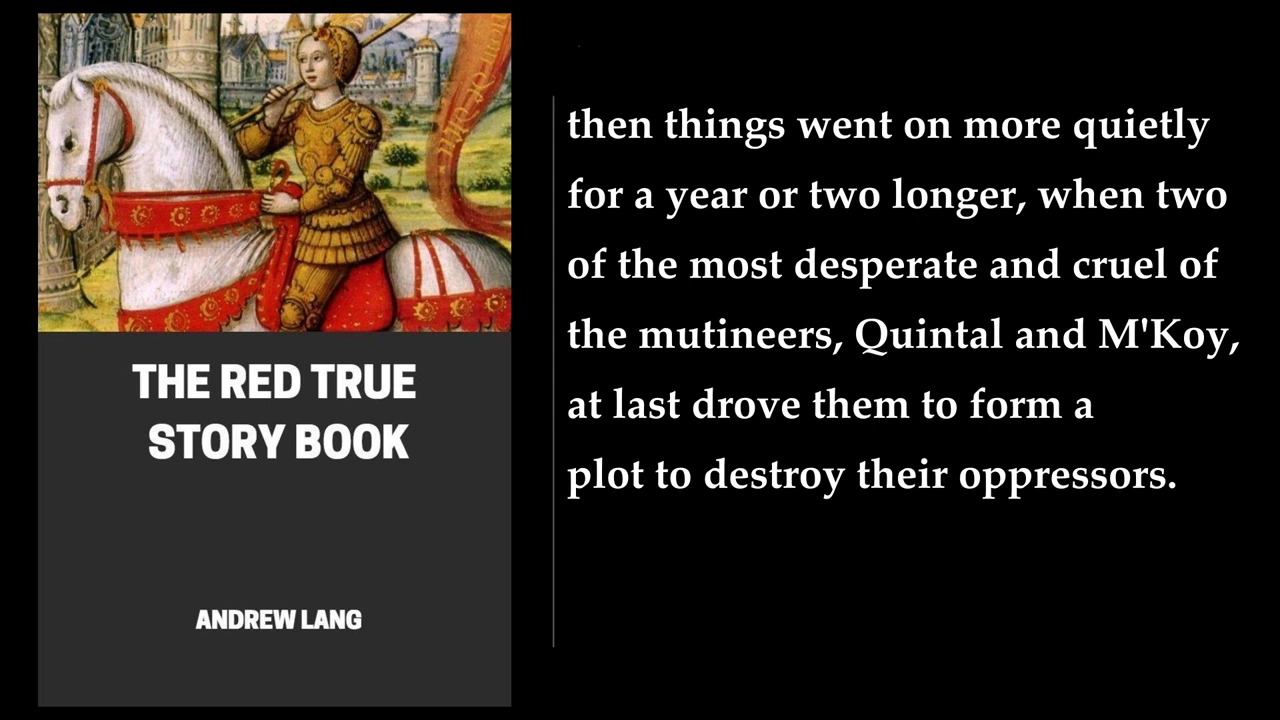 THE RED TRUE
STORY BOOK
ANDREW LANG
then things went on more quietly
for a year or two longer, when two
of the most desperate and cruel of
the mutineers, Quintal and M'Koy,
at last drove them to form a
plot to destroy their oppressors.